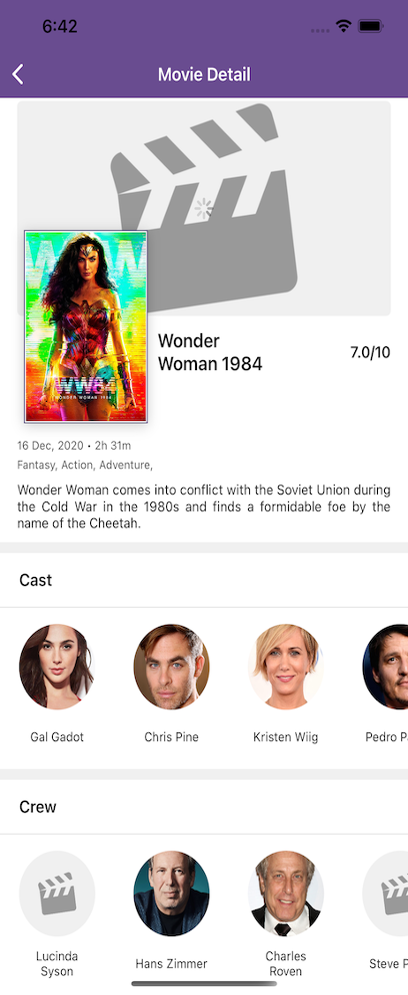 6:42
Movie Detail
WW84
WONDER WOMAN 1984
Wonder
Woman 1984
7.0/10
16 Dec, 2020 • 2h 31m
Fantasy, Action, Adventure,
Wonder Woman comes into conflict with the Soviet Union during
the Cold War in the 1980s and finds a formidable foe by the
name of the Cheetah.
Cast
Gal Gadot
Chris Pine
Kristen Wiig
Pedro P
Crew
Lucinda
Syson
Hans Zimmer
Charles
Roven
Steve P